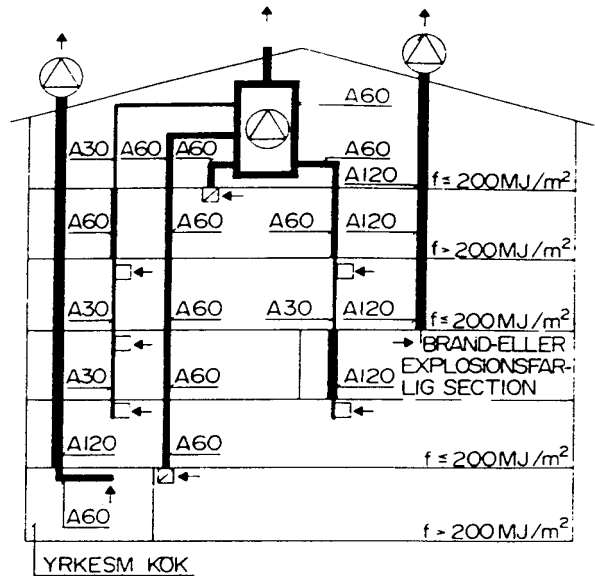 A60
A30 A60 A60 A60
A120 f ≤ 200MJ/m²
A60 A60 A120
f > 200MJ/m²
A30 A60 A30 A120
f ≤ 200MJ/m²
BRAND-ELLER
EXPLOSIONSFAR-
LIG SECTION
A30 A60 A120
A120 A60
f ≤ 200MJ/m²
A60
f > 200MJ/m²
YRKESM KÖK